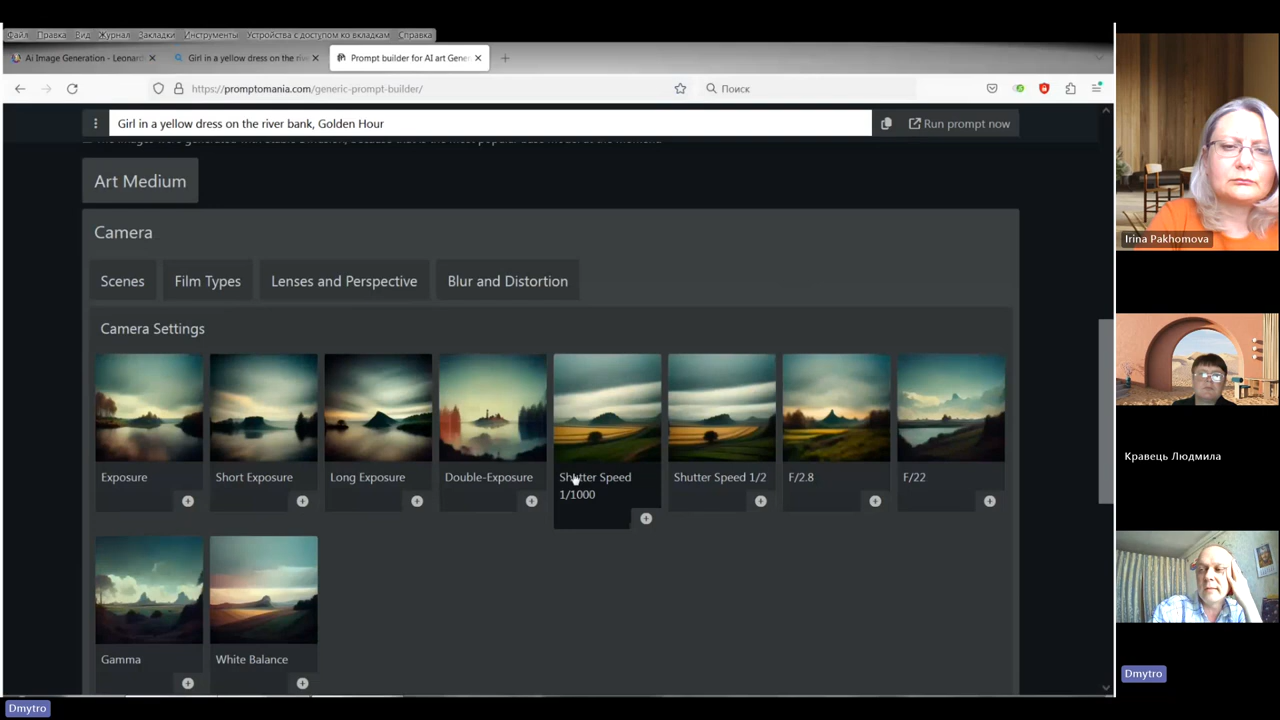 Файл Правка Вид Журнал Закладки Инструменты Устройства с доступом ко вкладкам Справка
Ai Image Generation - Leonard
Girl in a yellow dress on the rive
Prompt builder for AI art Gene
https://promptomania.com/generic-prompt-builder/
Поиск
Girl in a yellow dress on the river bank, Golden Hour
Run prompt now
Art Medium
Camera
Scenes
Film Types
Lenses and Perspective
Blur and Distortion
Camera Settings
Exposure
Short Exposure
Long Exposure
Double-Exposure
Shutter Speed
1/1000
Shutter Speed 1/2
F/2.8
F/22
Gamma
White Balance
Irina Pakhomova
Кравець Людмила
Dmytro
Dmytro